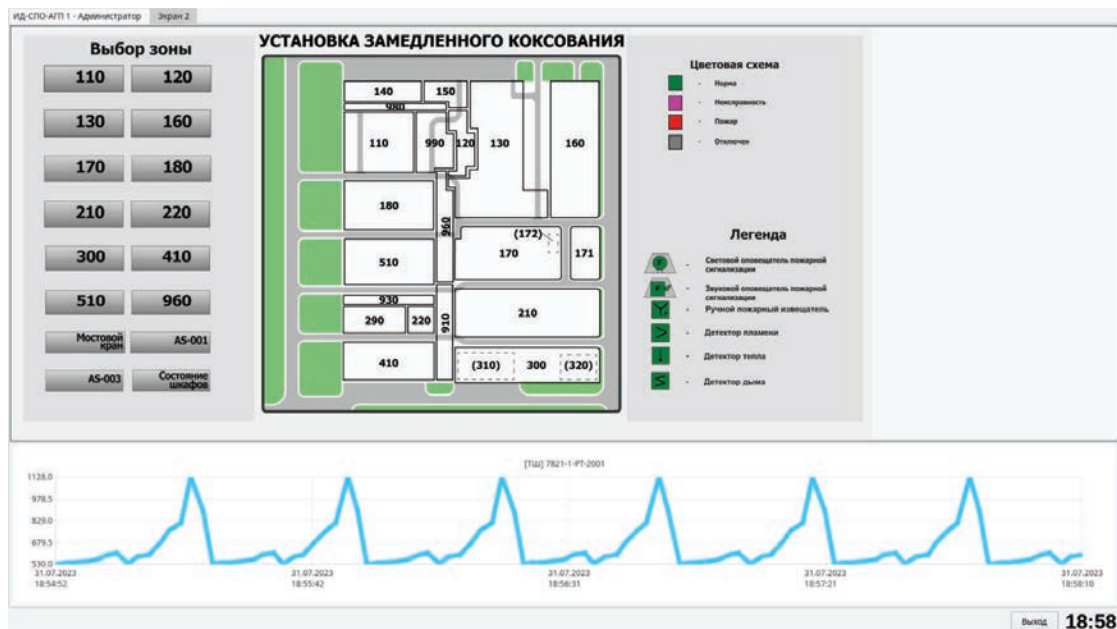 ИД-СПО-АГП 1 - Администратор
Экран 2
Выбор зоны
110 120
130 160
170 180
210 220
300 410
510 960
Мостовой кран AS-001
AS-003 Состояние шкафов
УСТАНОВКА ЗАМЕДЛЕННОГО КОКСОВАНИЯ
140 150
980
110 990 120 130 160
180
960
(172)
510 170 171
930
290 220 910 210
410 (310) 300 (320)
Цветовая схема
- Норма
- Неисправность
- Пожар
- Отключен
Легенда
- Световой оповещатель пожарной
сигнализации
- Звуковой оповещатель пожарной
сигнализации
- Ручной пожарный извещатель
- Детектор пламени
- Детектор тепла
- Детектор дыма
[ТШ] 7821-1-PT-2001
1128.0
978.5
829.0
679.5
530.0
31.07.2023 31.07.2023 31.07.2023 31.07.2023 31.07.2023
18:54:52 18:55:42 18:56:31 18:57:21 18:58:10
Выход 18:58